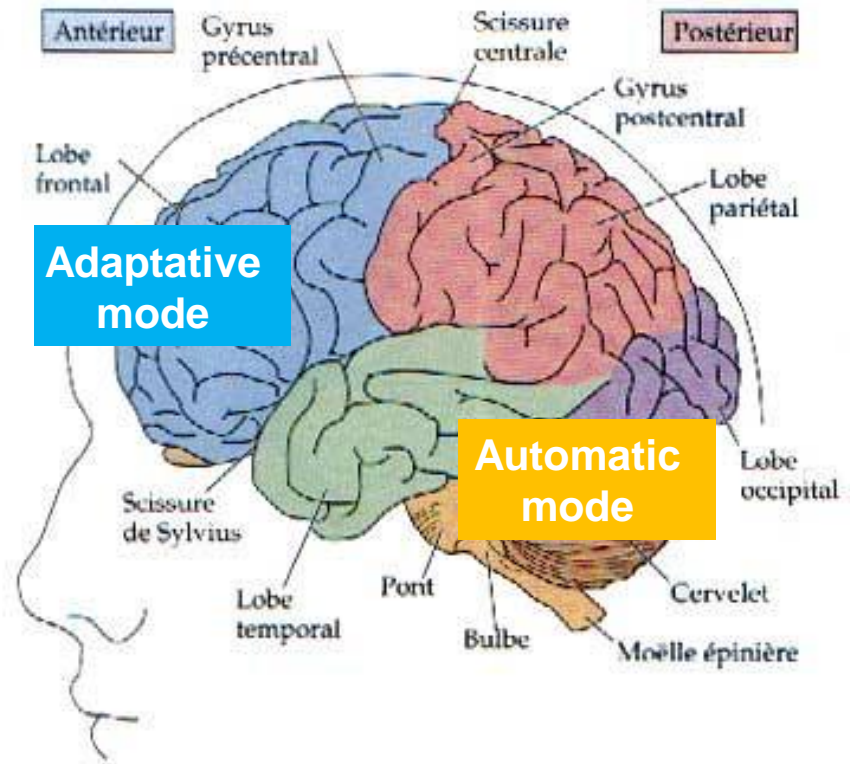 Antérieur
Gyrus
précentral
Scissure
centrale
Postérieur
Gyrus
postcentral
Lobe
frontal
Lobe
pariétal
Adaptative
mode
Automatic
mode
Lobe
occipital
Scissure
de Sylvius
Lobe
temporal
Pont
Bulbe
Cervelet
Moëlle épinière